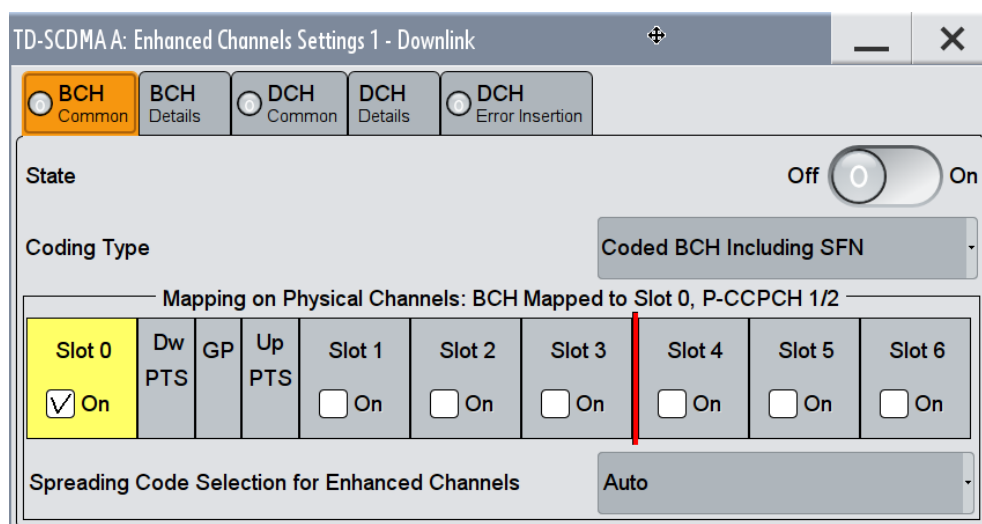 TD-SCDMA A: Enhanced Channels Settings 1 - Downlink
BCH Common
BCH Details
DCH Common
DCH Details
DCH Error Insertion
State
Off 0 On
Coding Type
Coded BCH Including SFN
Mapping on Physical Channels: BCH Mapped to Slot 0, P-CCPCH 1/2
Slot 0
On
Dw PTS
GP
Up PTS
Slot 1
On
Slot 2
On
Slot 3
On
Slot 4
On
Slot 5
On
Slot 6
On
Spreading Code Selection for Enhanced Channels
Auto